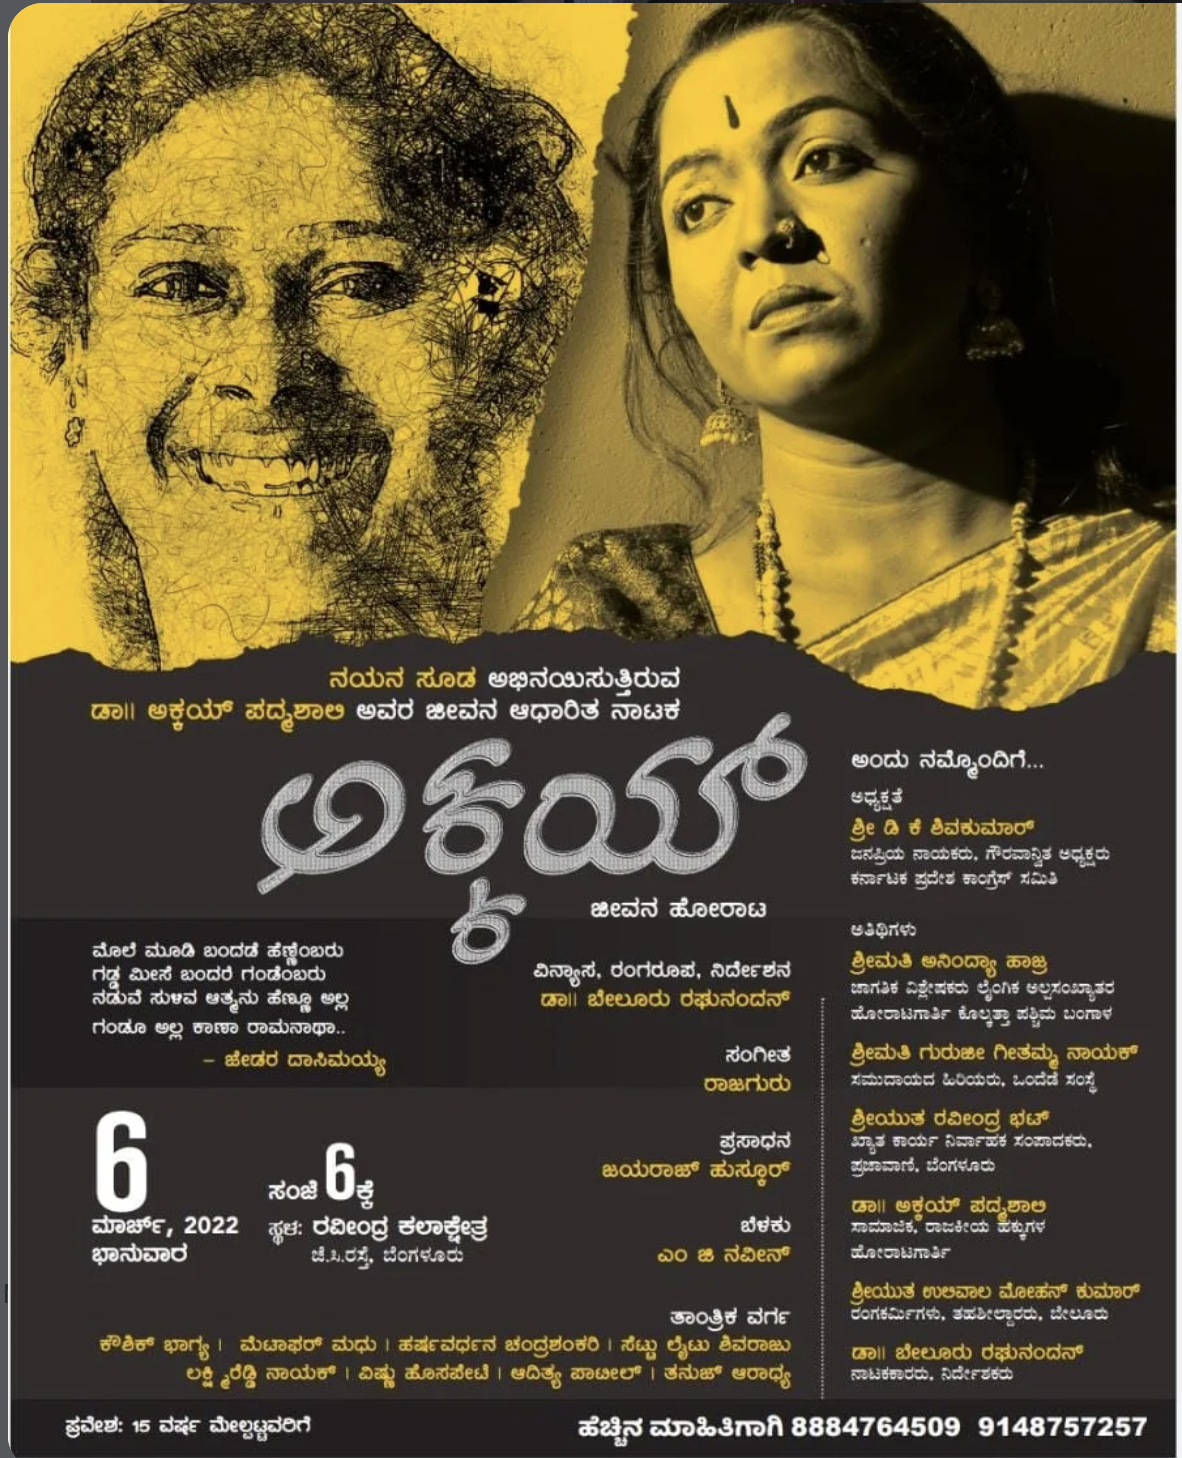 ನಯನ ಸೂಡ ಅಭಿನಯಿಸುತ್ತಿರುವ
ಡಾ|| ಅಕ್ಕಯ್ ಪದ್ಮಶಾಲಿ ಅವರ ಜೀವನ ಆಧಾರಿತ ನಾಟಕ
ಅಕ್ಕಯ್
ಜೀವನ ಹೋರಾಟ
ಮೊಲೆ ಮೂಡಿ ಬಂದಡೆ ಹೆಣ್ಣೆಂಬರು
ಗಡ್ಡ ಮೀಸೆ ಬಂದರೆ ಗಂಡೆಂಬರು
ನಡುವೆ ಸುಳಿವ ಆತ್ಮನು ಹೆಣ್ಣೂ ಅಲ್ಲ
ಗಂಡೂ ಅಲ್ಲ ಕಾಣಾ ರಾಮನಾಥಾ..
– ಜೇಡರ ದಾಸಿಮಯ್ಯ
6
ಮಾರ್ಚ್, 2022
ಭಾನುವಾರ
ಸಂಜೆ 6ಕ್ಕೆ
ಸ್ಥಳ: ರವೀಂದ್ರ ಕಲಾಕ್ಷೇತ್ರ
ಜೆ.ಸಿ.ರಸ್ತೆ, ಬೆಂಗಳೂರು
ವಿನ್ಯಾಸ, ರಂಗರೂಪ, ನಿರ್ದೇಶನ
ಡಾ|| ಬೇಲೂರು ರಘುನಂದನ್
ಸಂಗೀತ
ರಾಜಗುರು
ಪ್ರಸಾಧನ
ಜಯರಾಜ್ ಹುಸ್ಕೂರ್
ಬೆಳಕು
ಎಂ ಜಿ ನವೀನ್
ತಾಂತ್ರಿಕ ವರ್ಗ
ಕೌಶಿಕ್ ಭಾಗ್ಯ | ಮೆಟಾಫರ್ ಮಧು | ಹರ್ಷವರ್ಧನ ಚಂದ್ರಶಂಕರಿ | ಸೆಟ್ಟು ಲೈಟು ಶಿವರಾಜು
ಲಕ್ಷ್ಮಿರೆಡ್ಡಿ ನಾಯಕ್ | ವಿಷ್ಣು ಹೊಸಪೇಟೆ | ಆದಿತ್ಯ ಪಾಟೀಲ್ | ತನುಜ್ ಆರಾಧ್ಯ
ಅಂದು ನಮ್ಮೊಂದಿಗೆ...
ಅಧ್ಯಕ್ಷತೆ
ಶ್ರೀ ಡಿ ಕೆ ಶಿವಕುಮಾರ್
ಜನಪ್ರಿಯ ನಾಯಕರು, ಗೌರವಾನ್ವಿತ ಅಧ್ಯಕ್ಷರು
ಕರ್ನಾಟಕ ಪ್ರದೇಶ ಕಾಂಗ್ರೆಸ್ ಸಮಿತಿ
ಅತಿಥಿಗಳು
ಶ್ರೀಮತಿ ಅನಿಂದ್ಯಾ ಹಾಜ್ರ
ಜಾಗತಿಕ ವಿಶ್ಲೇಷಕರು ಲೈಂಗಿಕ ಅಲ್ಪಸಂಖ್ಯಾತರ
ಹೋರಾಟಗಾರ್ತಿ ಕೊಲ್ಕತ್ತಾ ಪಶ್ಚಿಮ ಬಂಗಾಳ
ಶ್ರೀಮತಿ ಗುರುಜೀ ಗೀತಮ್ಮ ನಾಯಕ್
ಸಮುದಾಯದ ಹಿರಿಯರು, ಒಂದೆಡೆ ಸಂಸ್ಥೆ
ಶ್ರೀಯುತ ರವೀಂದ್ರ ಭಟ್
ಖ್ಯಾತ ಕಾರ್ಯ ನಿರ್ವಾಹಕ ಸಂಪಾದಕರು,
ಪ್ರಜಾವಾಣಿ, ಬೆಂಗಳೂರು
ಡಾ|| ಅಕ್ಕಯ್ ಪದ್ಮಶಾಲಿ
ಸಾಮಾಜಿಕ, ರಾಜಕೀಯ ಹಕ್ಕುಗಳ
ಹೋರಾಟಗಾರ್ತಿ
ಶ್ರೀಯುತ ಉಳವಾಲ ಮೋಹನ್ ಕುಮಾರ್
ರಂಗಕರ್ಮಿಗಳು, ತಹಶೀಲ್ದಾರರು, ಬೇಲೂರು
ಡಾ|| ಬೇಲೂರು ರಘುನಂದನ್
ನಾಟಕಕಾರರು, ನಿರ್ದೇಶಕರು
ಪ್ರವೇಶ: 15 ವರ್ಷ ಮೇಲ್ಪಟ್ಟವರಿಗೆ
ಹೆಚ್ಚಿನ ಮಾಹಿತಿಗಾಗಿ 8884764509 9148757257